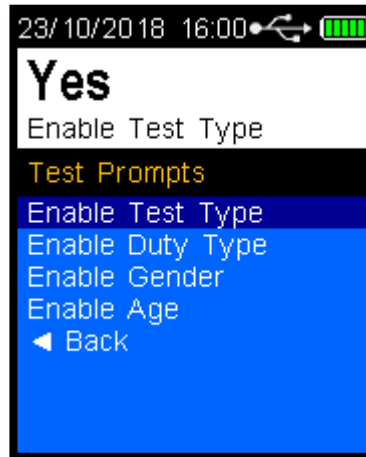 23/10/2018 16:00
Yes
Enable Test Type
Test Prompts
Enable Test Type
Enable Duty Type
Enable Gender
Enable Age
◄ Back